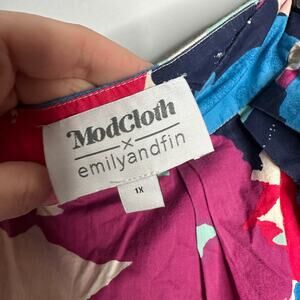 ModCloth
×
emilyandfin
1X